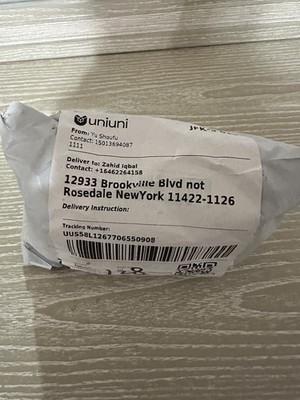 uniuni
From: Yu Shaufu
Contact: 15013694087
1111
Deliver to: Zahid Iqbal
Contact: +16462264158
12933 Brookville Blvd not
Rosedale NewYork 11422-1126
Delivery Instruction:
Tracking Number:
UUS58L1267706550908